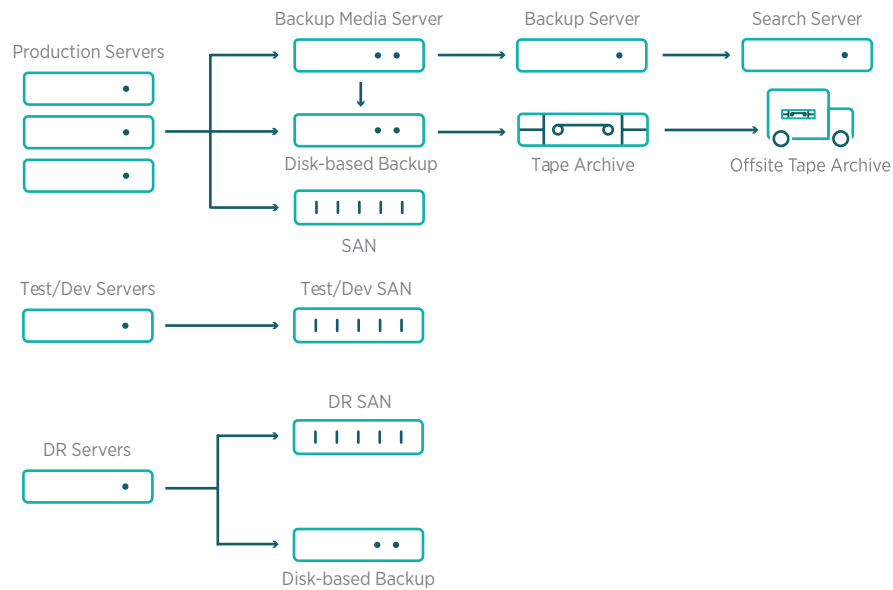 Backup Media Server
Backup Server
Search Server
Production Servers
Disk-based Backup
Tape Archive
Offsite Tape Archive
SAN
Test/Dev Servers
Test/Dev SAN
DR SAN
DR Servers
Disk-based Backup